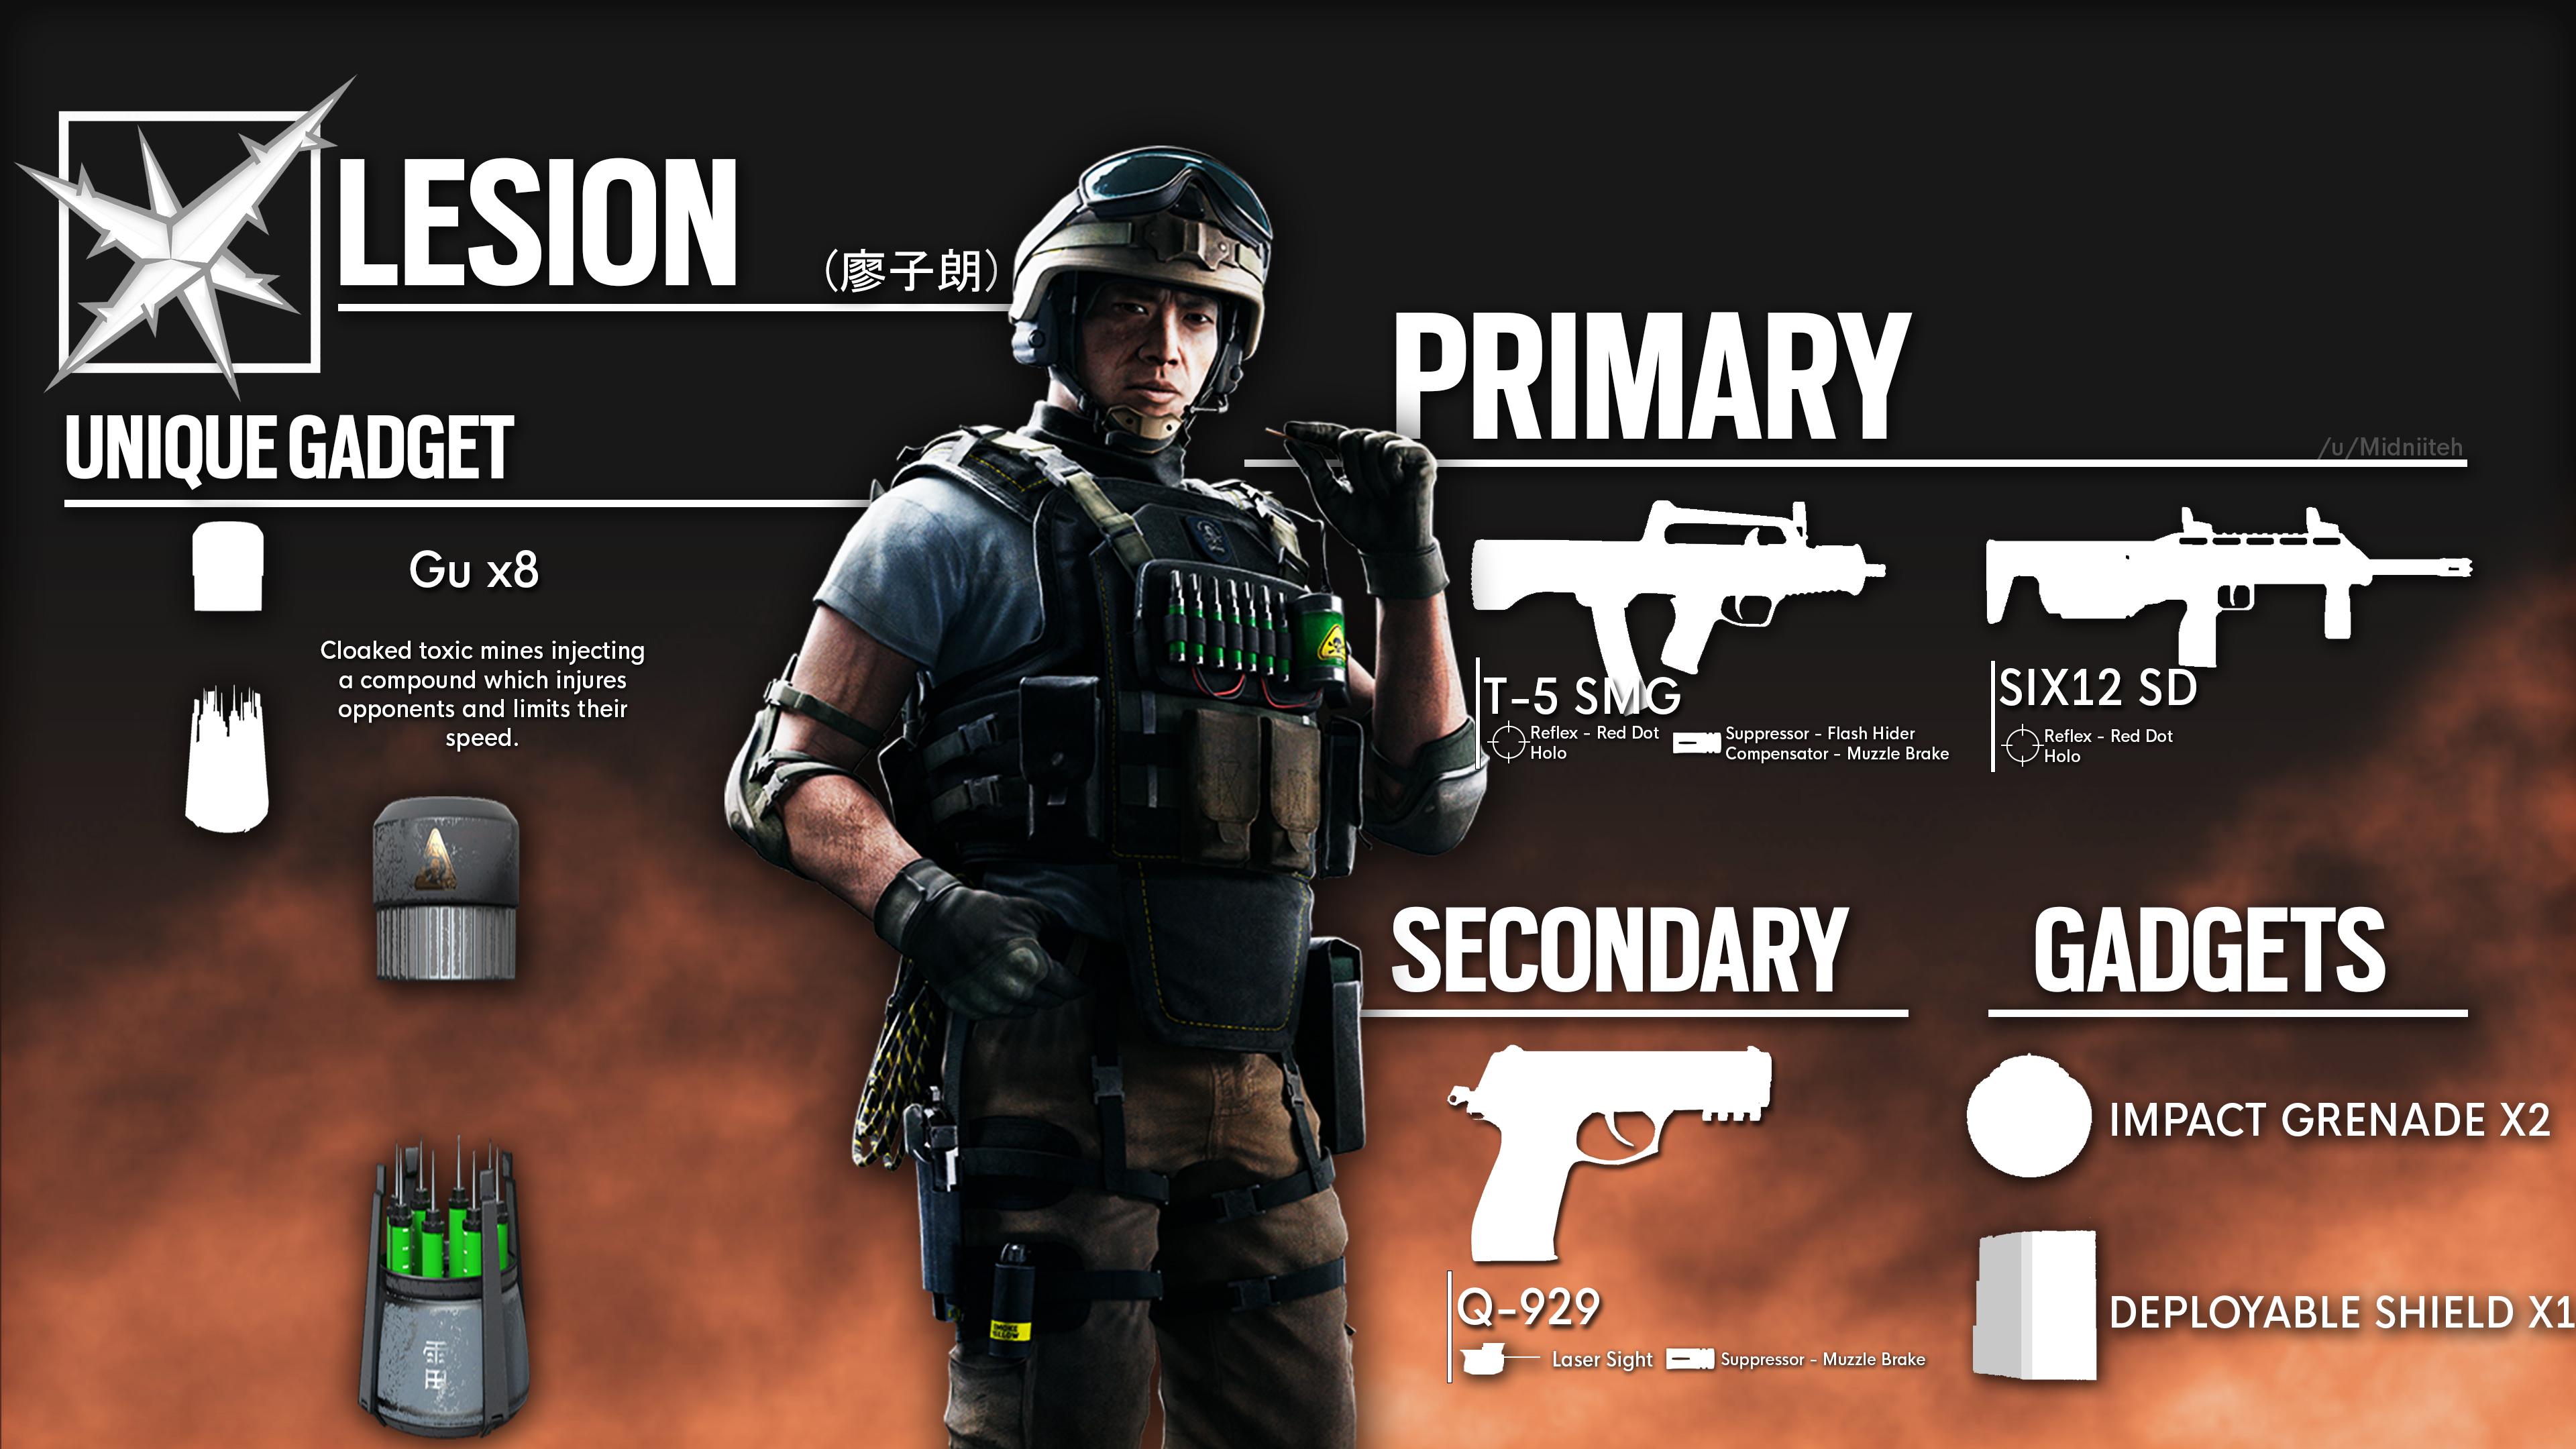 LESION
(廖子朗)
UNIQUE GADGET
Gu x8
Cloaked toxic mines injecting
a compound which injures
opponents and limits their
speed.
PRIMARY
/u/Midniiteh
T-5 SMG
Reflex - Red Dot
Holo
Suppressor - Flash Hider
Compensator - Muzzle Brake
SIX12 SD
Reflex - Red Dot
Holo
SECONDARY
Q-929
Laser Sight
Suppressor - Muzzle Brake
GADGETS
IMPACT GRENADE X2
DEPLOYABLE SHIELD X1
SMOKE
YELLOW